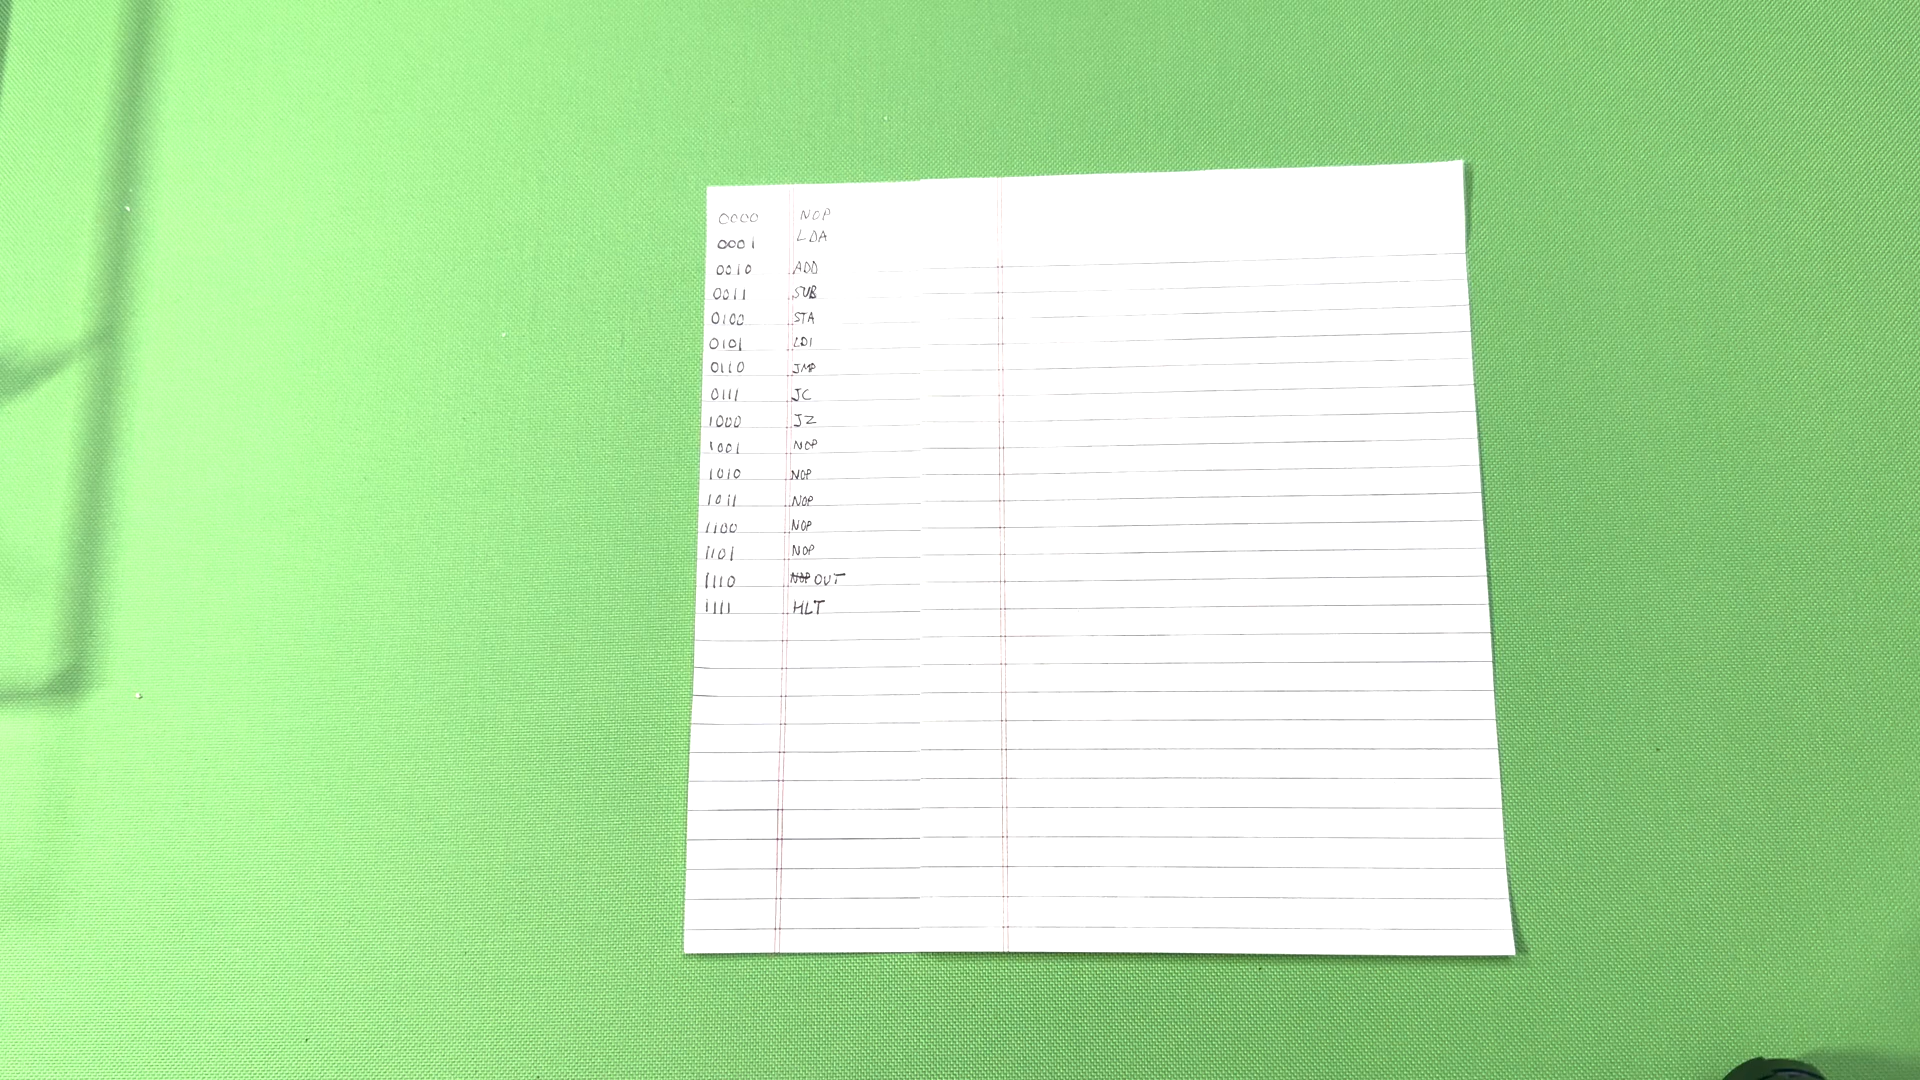 0000 NOP
0001 LDA
0010 ADD
0011 SUB
0100 STA
0101 LDI
0110 JMP
0111 JC
1000 JZ
1001 NOP
1010 NOP
1011 NOP
1100 NOP
1101 NOP
1110 NOP OUT
1111 HLT